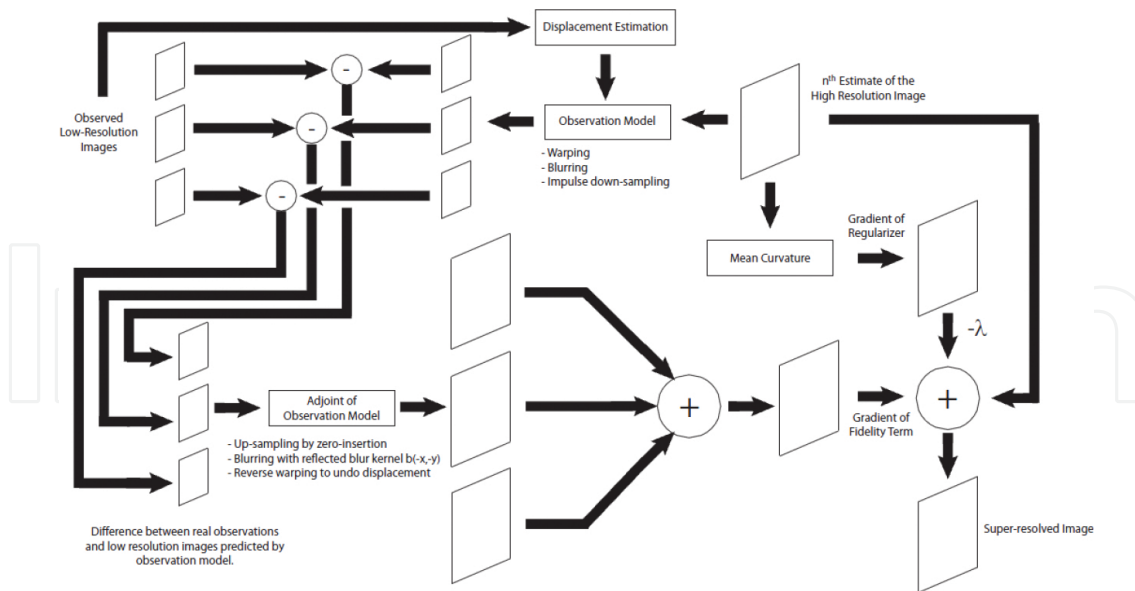 Displacement Estimation
-
nth Estimate of the
High Resolution Image
Observed
Low-Resolution
Images
-
Observation Model
- Warping
- Blurring
- Impulse down-sampling
-
Gradient of
Regularizer
Mean Curvature
-λ
Adjoint of
Observation Model
+
+
Gradient of
Fidelity Term
- Up-sampling by zero-insertion
- Blurring with reflected blur kernel b(-x,-y)
- Reverse warping to undo displacement
Difference between real observations
and low resolution images predicted by
observation model.
Super-resolved Image